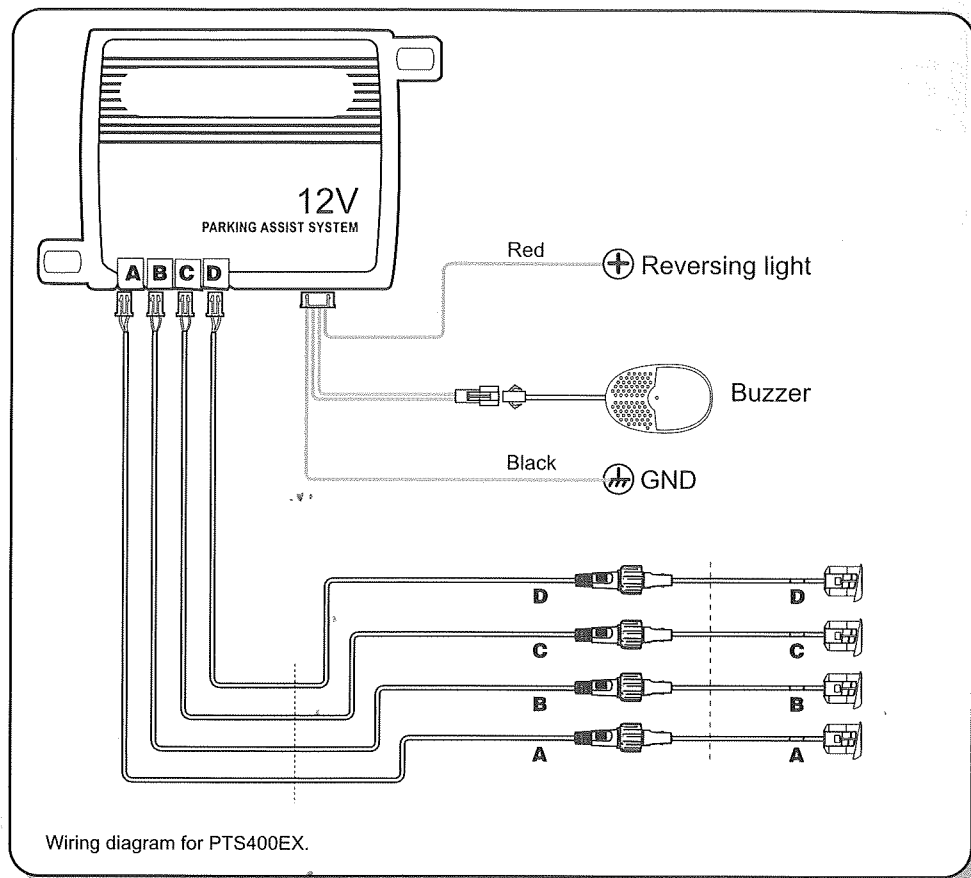 12V
PARKING ASSIST SYSTEM
A B C D
Red
Reversing light
Buzzer
Black
GND
D D
C C
B B
A A
Wiring diagram for PTS400EX.